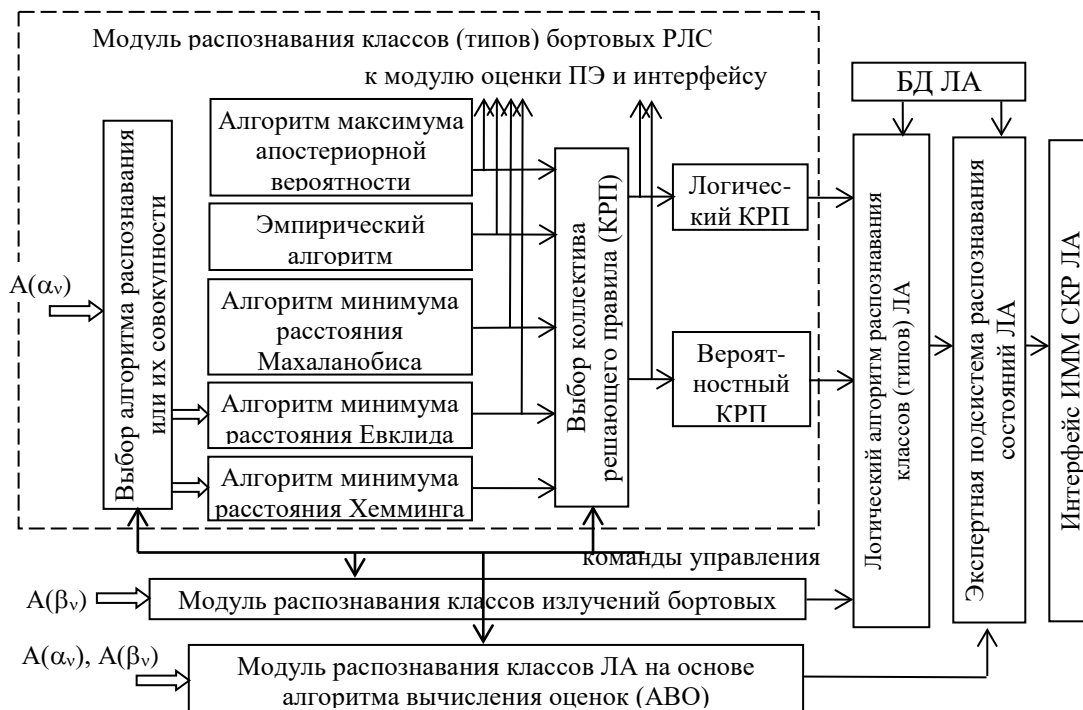 Модуль распознавания классов (типов) бортовых РЛС
к модулю оценки ПЭ и интерфейсу
Выбор алгоритма распознавания
или их совокупности
Алгоритм максимума
апостериорной
вероятности
Эмпирический
алгоритм
Алгоритм минимума
расстояния
Махаланобиса
Алгоритм минимума
расстояния Евклида
Алгоритм минимума
расстояния Хемминга
Выбор коллектива
решающего правила (КРП)
Логичес-
кий КРП
Вероят-
ностный
КРП
БД ЛА
Логический алгоритм распознавания
классов (типов) ЛА
Экспертная подсистема распознавания
состояний ЛА
Интерфейс ИММ СКР ЛА
A(αν)
команды управления
A(βν)
Модуль распознавания классов излучений бортовых
A(αν), A(βν)
Модуль распознавания классов ЛА на основе
алгоритма вычисления оценок (АВО)